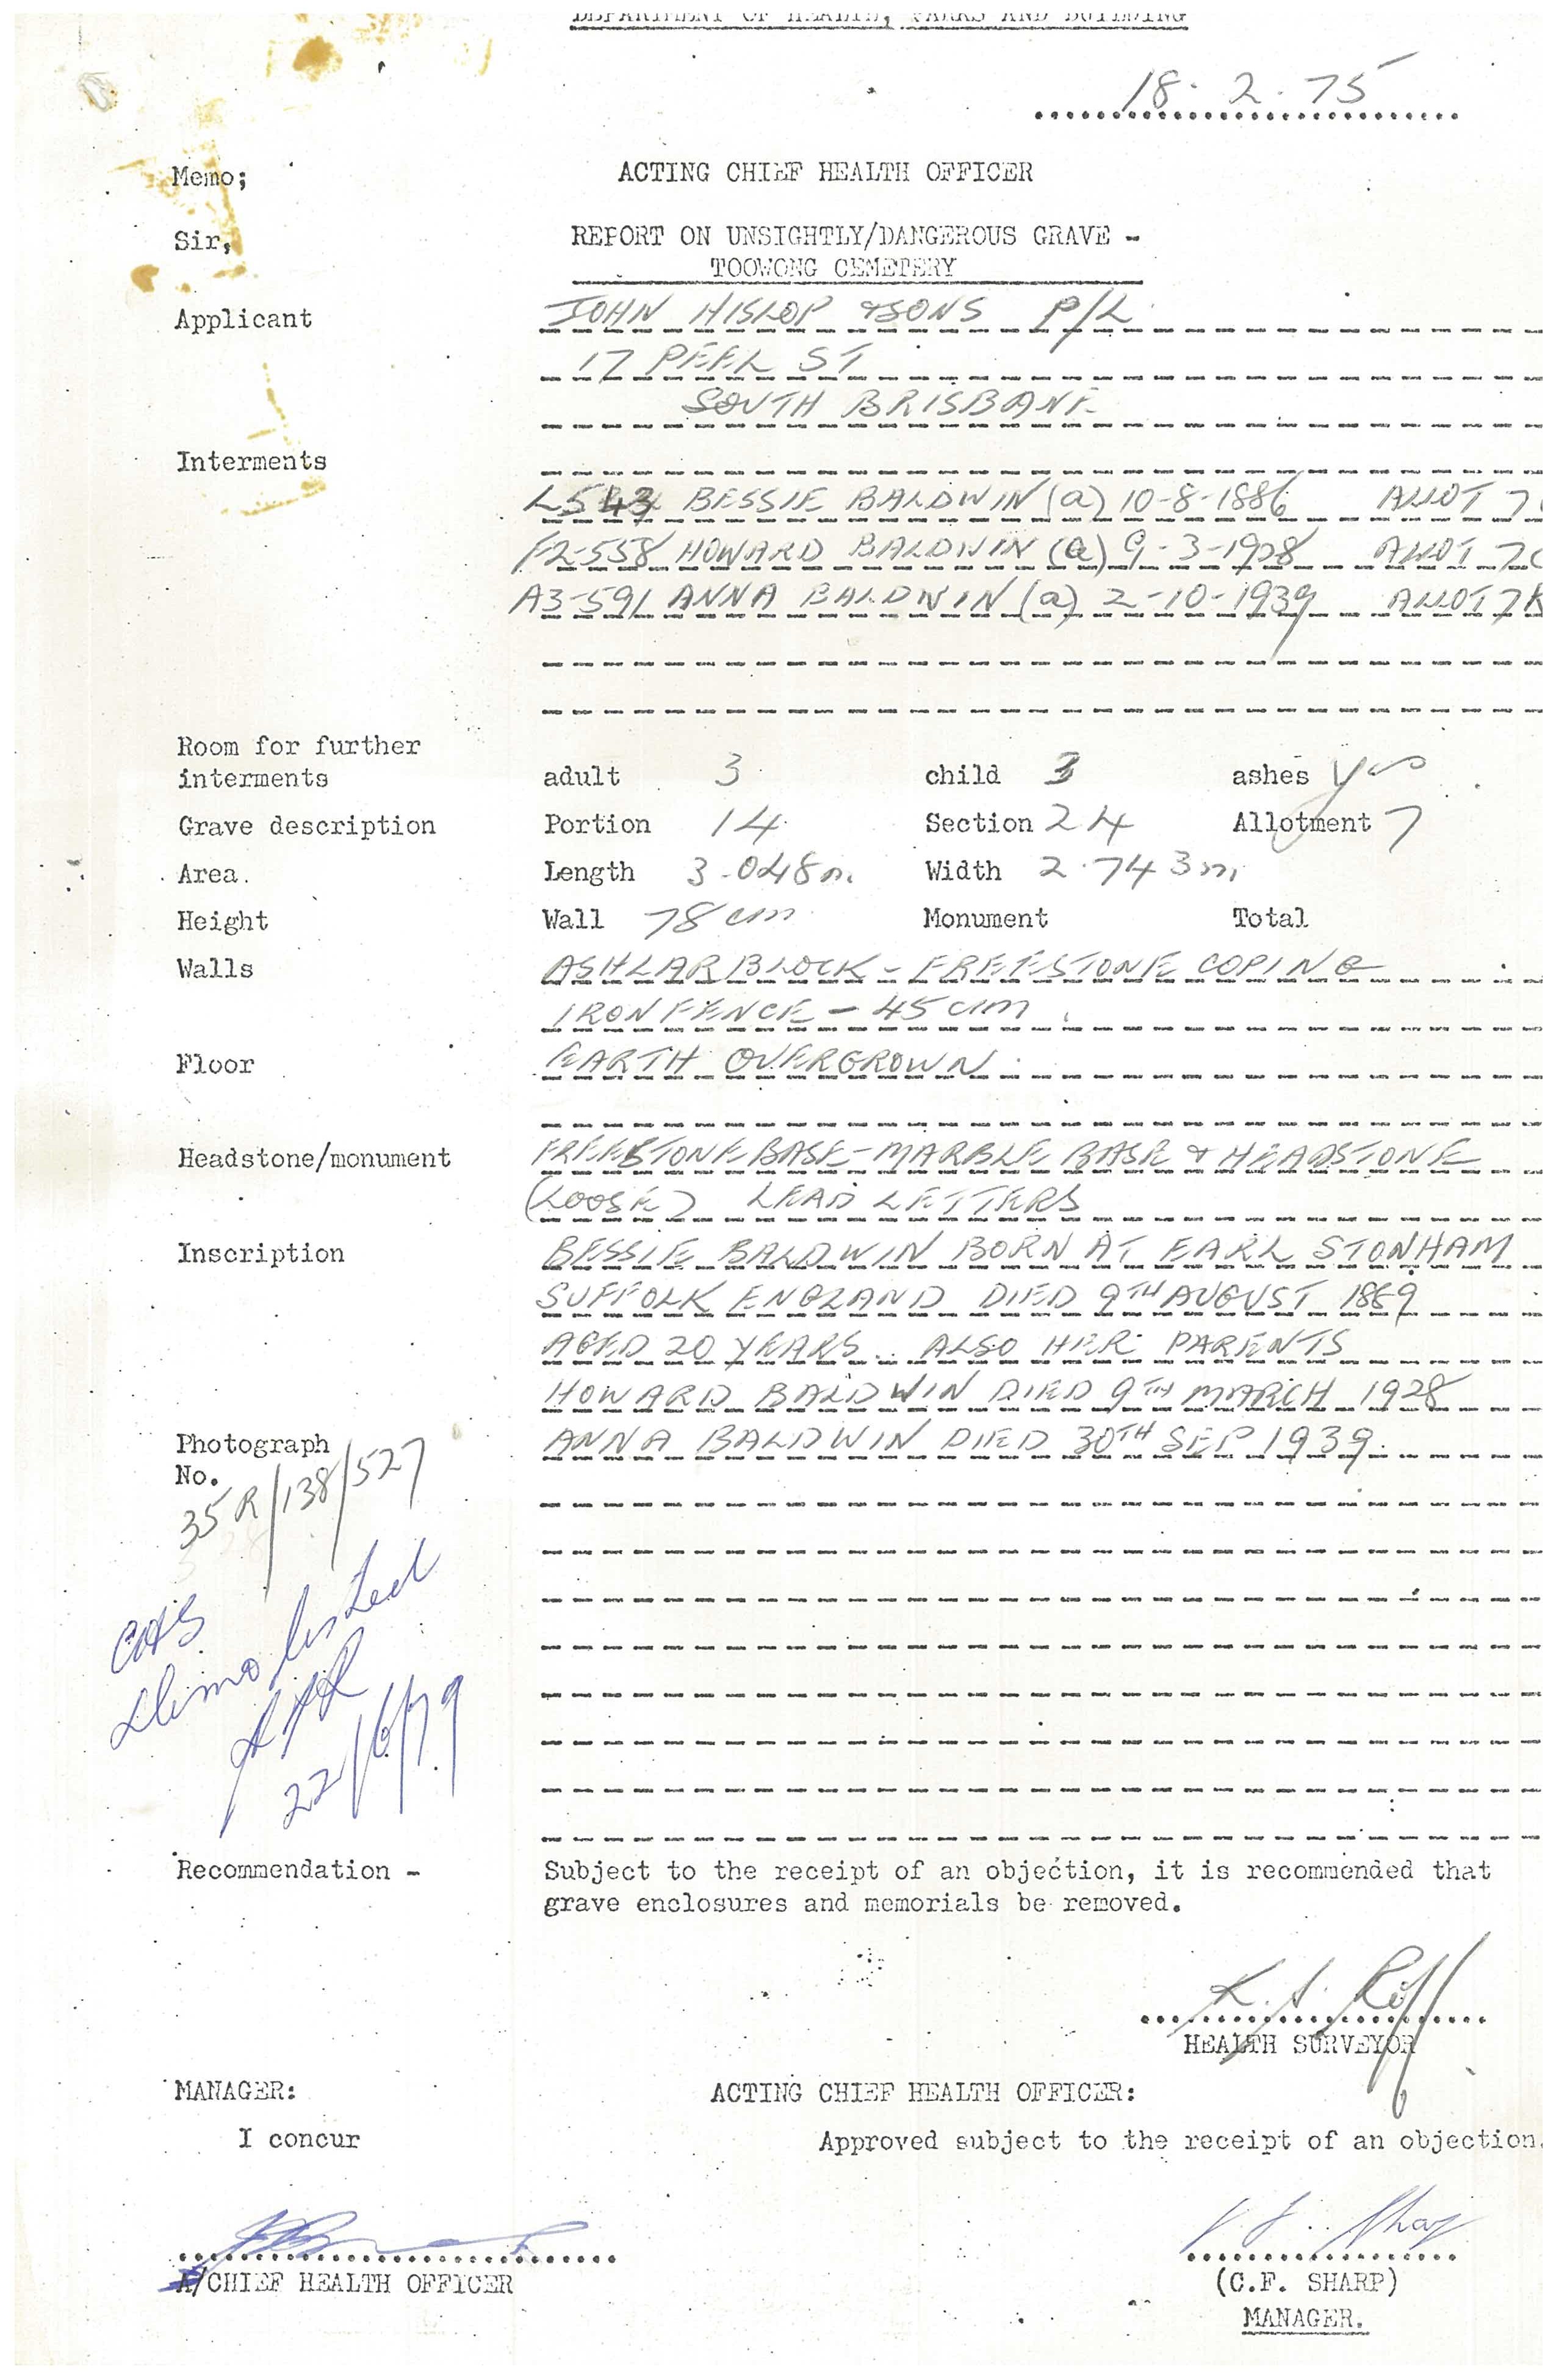 DEPARTMENT OF HEALTH, PARKS AND BUILDING
18. 2. 75
Memo; ACTING CHIEF HEALTH OFFICER
Sir, REPORT ON UNSIGHTLY/DANGEROUS GRAVE -
TOOWONG CEMETERY
Applicant JOHN HISLOP & SONS P/L
17 PEEL ST
SOUTH BRISBANE
Interments
L543 BESSIE BALDWIN (a) 10-8-1886 ALLOT 7
F2-558 HOWARD BALDWIN (a) 9-3-1928 ALLOT 7
A3-591 ANNA BALDWIN (a) 2-10-1939 ALLOT 7
Room for further
interments adult 3 child 3 ashes yes
Grave description Portion 14 Section 24 Allotment 7
Area. Length 3.048m. Width 2.743m
Height Wall 78cm Monument Total
Walls ASHLAR BLOCK - FREESTONE COPING
IRON FENCE - 45cm
Floor EARTH OVERGROWN
Headstone/monument FREESTONE BASE - MARBLE BASE & HEADSTONE
(LOOSE) LEAD LETTERS
Inscription BESSIE BALDWIN BORN AT EARL STONHAM
SUFFOLK ENGLAND DIED 9TH AUGUST 1889
AGED 20 YEARS. ALSO HER PARENTS
HOWARD BALDWIN DIED 9TH MARCH 1928
Photograph ANNA BALDWIN DIED 30TH SEP 1939.
No.
35R/138/527
demolished
22/6/79
Recommendation - Subject to the receipt of an objection, it is recommended that
grave enclosures and memorials be removed.
HEALTH SURVEYOR
MANAGER: ACTING CHIEF HEALTH OFFICER:
I concur Approved subject to the receipt of an objection.
A/CHIEF HEALTH OFFICER (C.F. SHARP)
MANAGER.